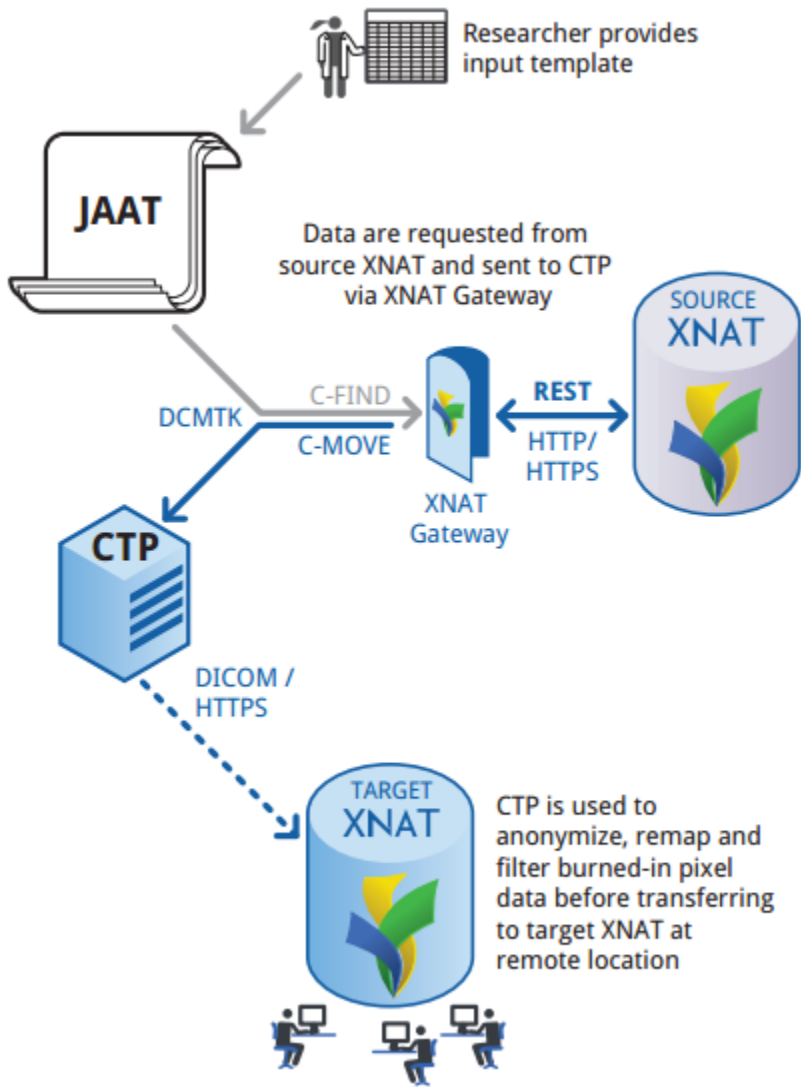 Researcher provides
input template
JAAT
Data are requested from
source XNAT and sent to CTP
via XNAT Gateway
SOURCE
XNAT
C-FIND
DCMTK
C-MOVE
REST
HTTP/
HTTPS
XNAT
Gateway
CTP
DICOM /
HTTPS
TARGET
XNAT
CTP is used to
anonymize, remap and
filter burned-in pixel
data before transferring
to target XNAT at
remote location